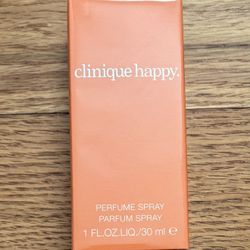 clinique happy.
PERFUME SPRAY
PARFUM SPRAY
1 FL.OZ.LIQ./30 ml ℮